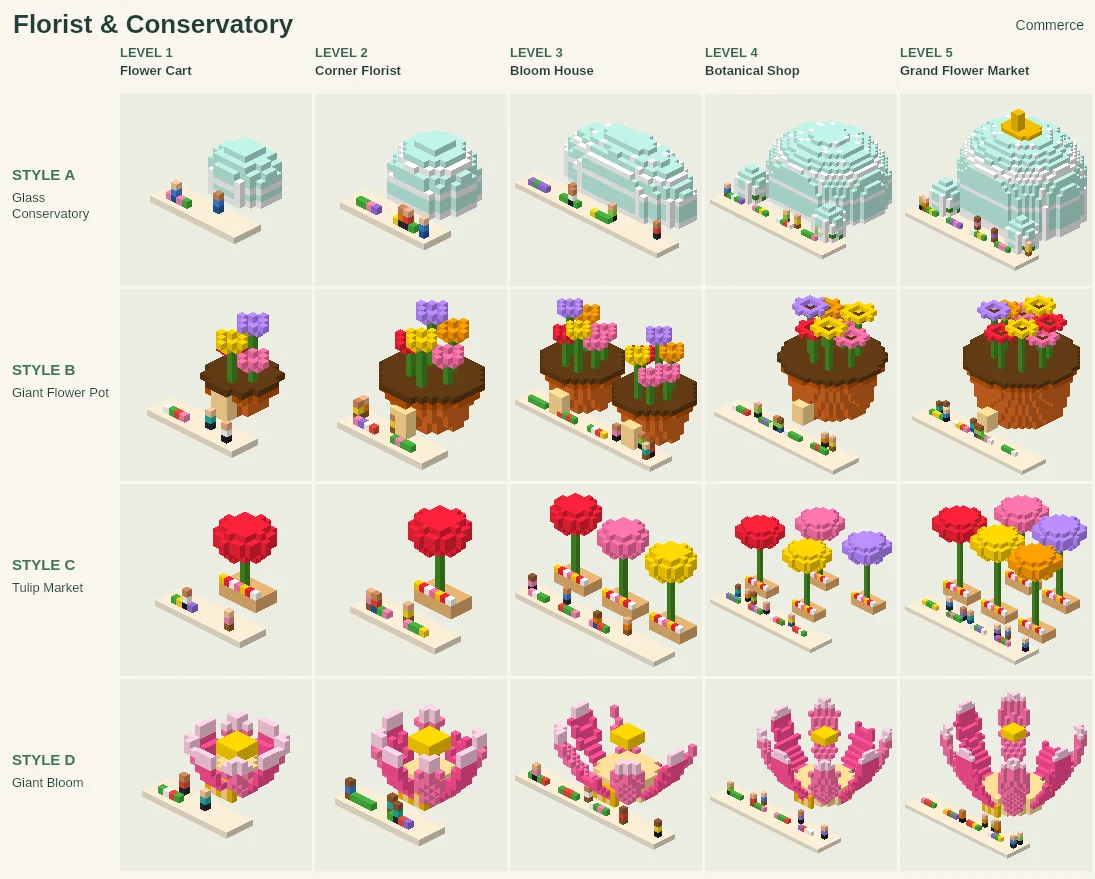 Florist & Conservatory
Commerce
LEVEL 1
Flower Cart
LEVEL 2
Corner Florist
LEVEL 3
Bloom House
LEVEL 4
Botanical Shop
LEVEL 5
Grand Flower Market
STYLE A
Glass
Conservatory
STYLE B
Giant Flower Pot
STYLE C
Tulip Market
STYLE D
Giant Bloom